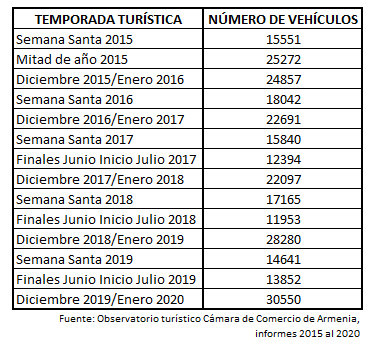 TEMPORADA TURÍSTICA NÚMERO DE VEHÍCULOS
Semana Santa 2015 15551
Mitad de año 2015 25272
Diciembre 2015/Enero 2016 24857
Semana Santa 2016 18042
Diciembre 2016/Enero 2017 22691
Semana Santa 2017 15840
Finales Junio Inicio Julio 2017 12394
Diciembre 2017/Enero 2018 22097
Semana Santa 2018 17165
Finales Junio Inicio Julio 2018 11953
Diciembre 2018/Enero 2019 28280
Semana Santa 2019 14641
Finales Junio Inicio Julio 2019 13852
Diciembre 2019/Enero 2020 30550
Fuente: Observatorio turístico Cámara de Comercio de Armenia,
informes 2015 al 2020